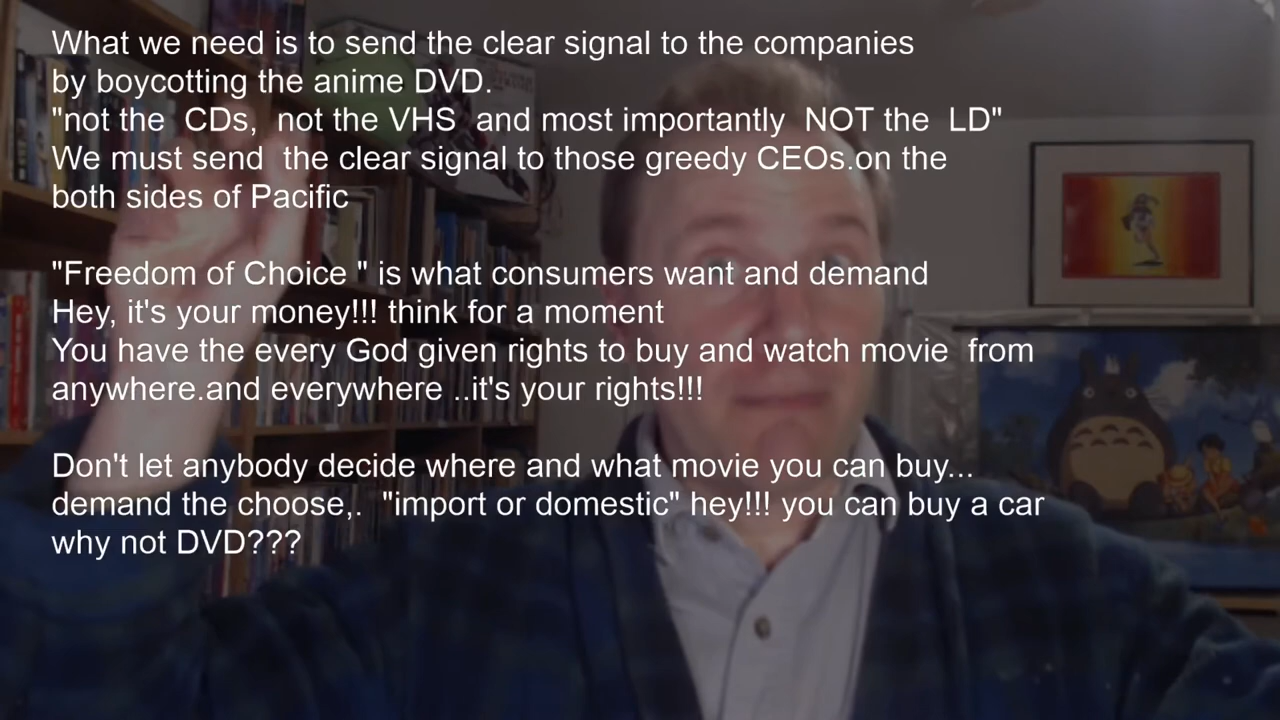 What we need is to send the clear signal to the companies
by boycotting the anime DVD.
"not the  CDs,  not the VHS  and most importantly  NOT the  LD"
We must send  the clear signal to those greedy CEOs.on the
both sides of Pacific
"Freedom of Choice " is what consumers want and demand
Hey, it's your money!!! think for a moment
You have the every God given rights to buy and watch movie  from
anywhere.and everywhere ..it's your rights!!!
Don't let anybody decide where and what movie you can buy...
demand the choose,.  "import or domestic" hey!!! you can buy a car
why not DVD???